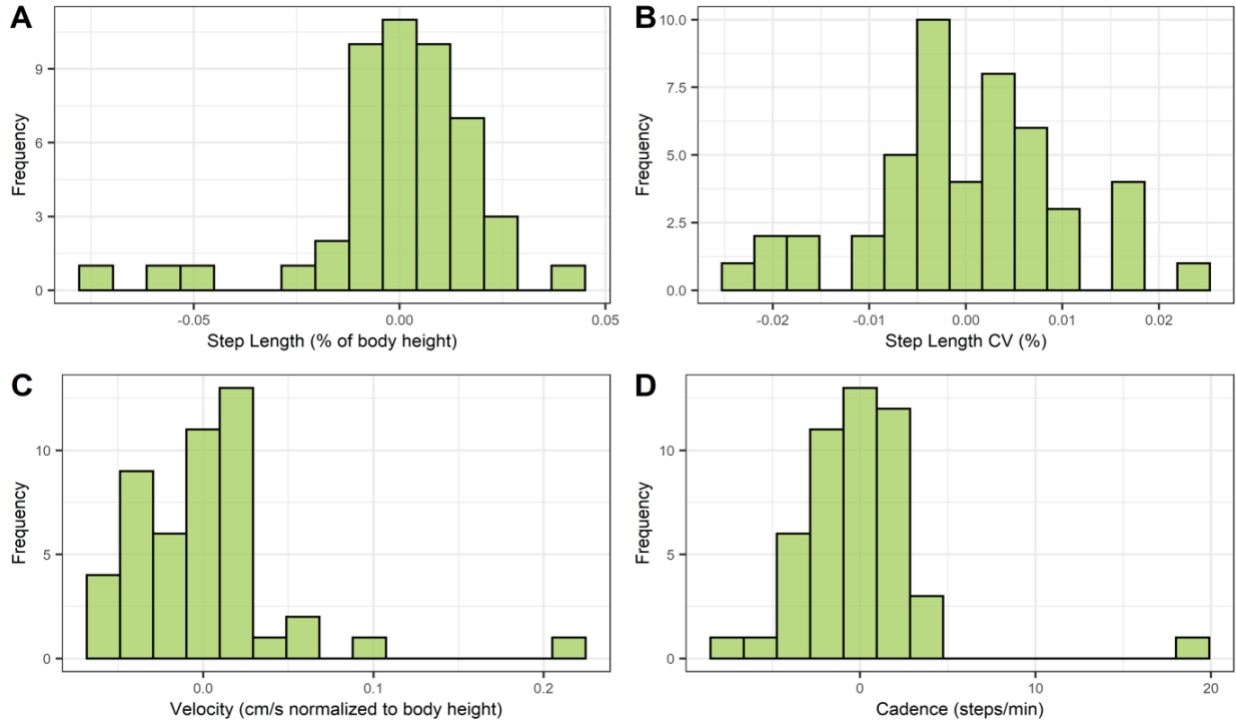 A
Frequency
9
6
3
0
-0.05
0.00
0.05
Step Length (% of body height)
B
Frequency
10.0
7.5
5.0
2.5
0.0
-0.02
-0.01
0.00
0.01
0.02
Step Length CV (%)
C
Frequency
10
5
0
0.0
0.1
0.2
Velocity (cm/s normalized to body height)
D
Frequency
10
5
0
0
10
20
Cadence (steps/min)